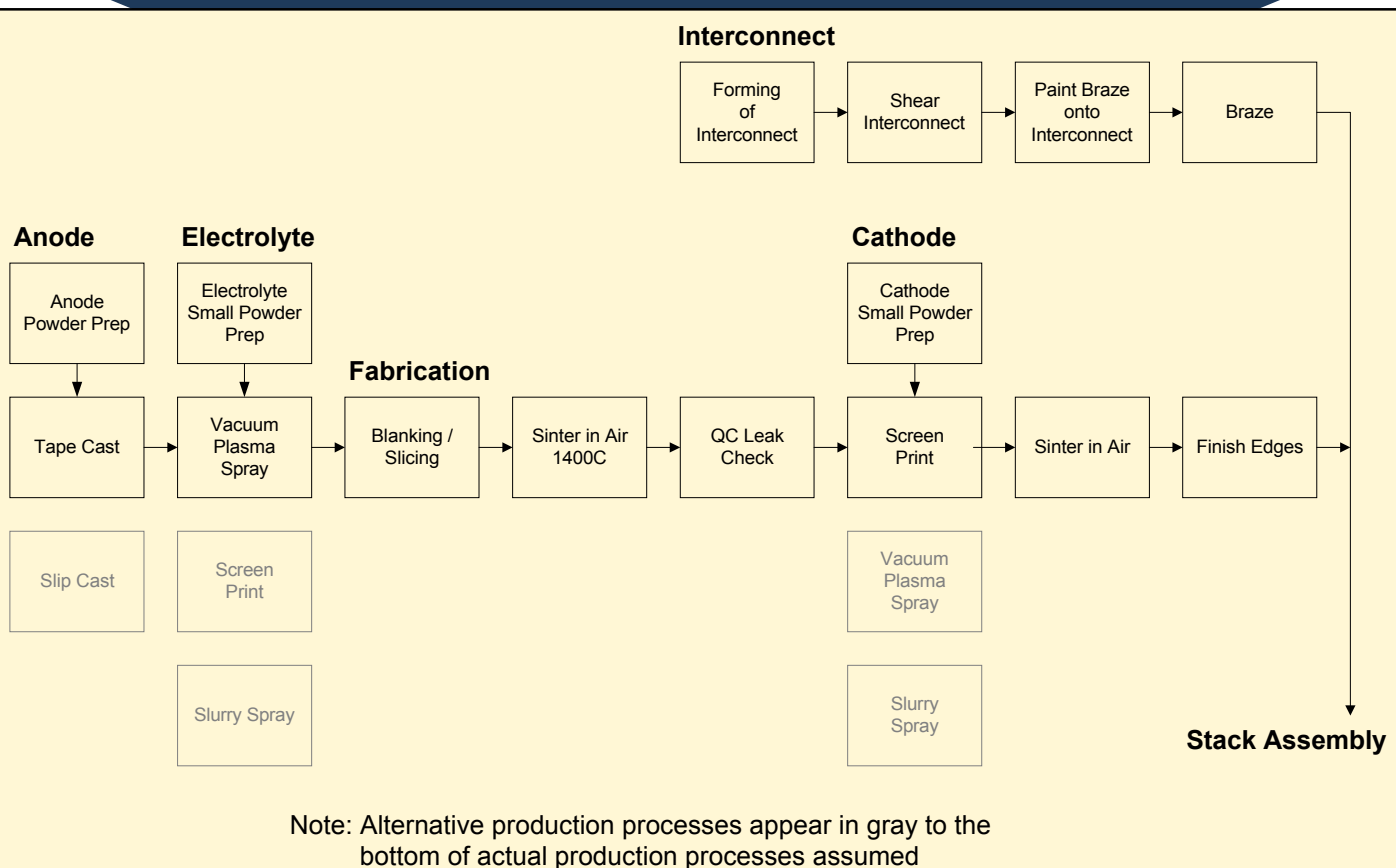 Interconnect
Forming
of
Interconnect
Shear
Interconnect
Paint Braze
onto
Interconnect
Braze
Anode
Electrolyte
Cathode
Anode
Powder Prep
Electrolyte
Small Powder
Prep
Cathode
Small Powder
Prep
Fabrication
Tape Cast
Vacuum
Plasma
Spray
Blanking /
Slicing
Sinter in Air
1400C
QC Leak
Check
Screen
Print
Sinter in Air
Finish Edges
Slip Cast
Screen
Print
Vacuum
Plasma
Spray
Slurry Spray
Slurry
Spray
Stack Assembly
Note: Alternative production processes appear in gray to the
bottom of actual production processes assumed